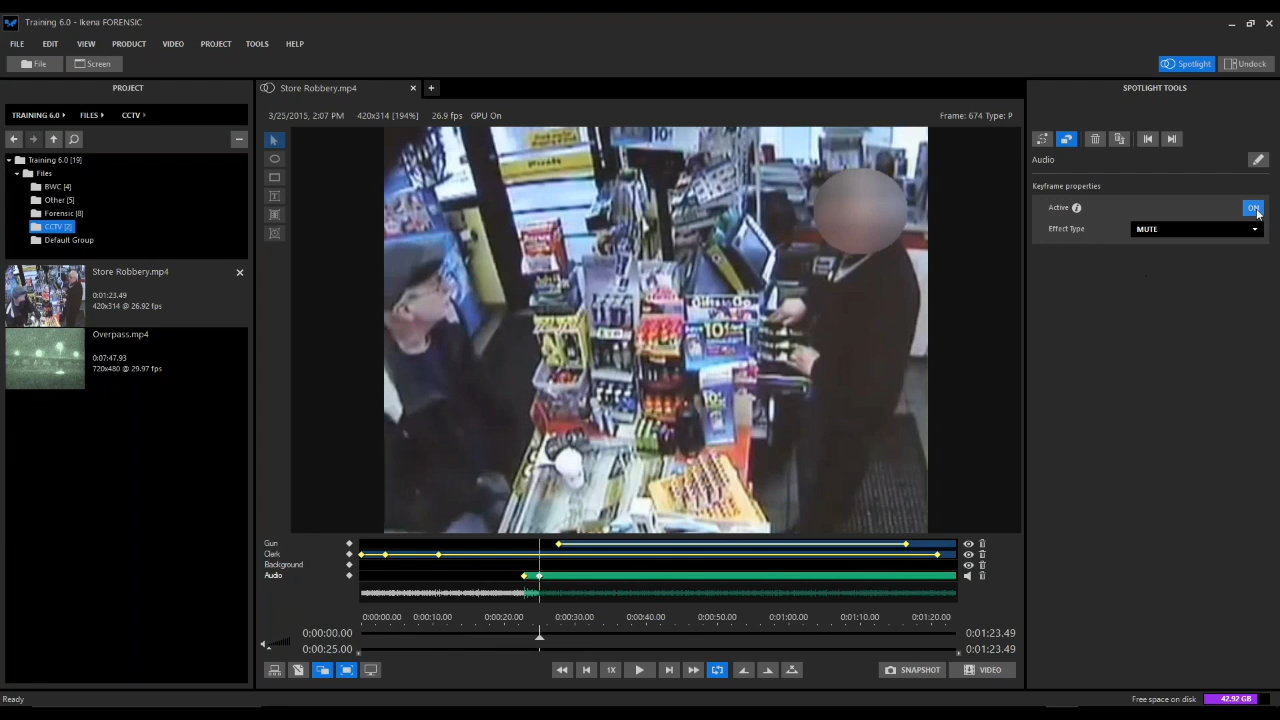 Training 6.0 - Ikena FORENSIC
FILE EDIT VIEW PRODUCT VIDEO PROJECT TOOLS HELP
File Screen Spotlight Undock
PROJECT
Store Robbery.mp4
SPOTLIGHT TOOLS
TRAINING 6.0 FILES CCTV
3/25/2015, 2:07 PM 420x314 [194%] 26.9 fps GPU On Frame: 674 Type: P
Training 6.0 [19]
Files
BWC [4]
Other [5]
Forensic [8]
CCTV [2]
Default Group
Audio
Keyframe properties
Active
ON
Effect Type MUTE
Store Robbery.mp4
0:01:23.49
420x314 @ 26.92 fps
Overpass.mp4
0:07:47.93
720x480 @ 29.97 fps
Gun
Clerk
Background
Audio
0:00:00.00 0:00:10.00 0:00:20.00 0:00:30.00 0:00:40.00 0:00:50.00 0:01:00.00 0:01:10.00 0:01:20.00
0:00:00.00 0:01:23.49
0:00:25.00 0:01:23.49
1X SNAPSHOT VIDEO
Ready Free space on disk 42.92 GB